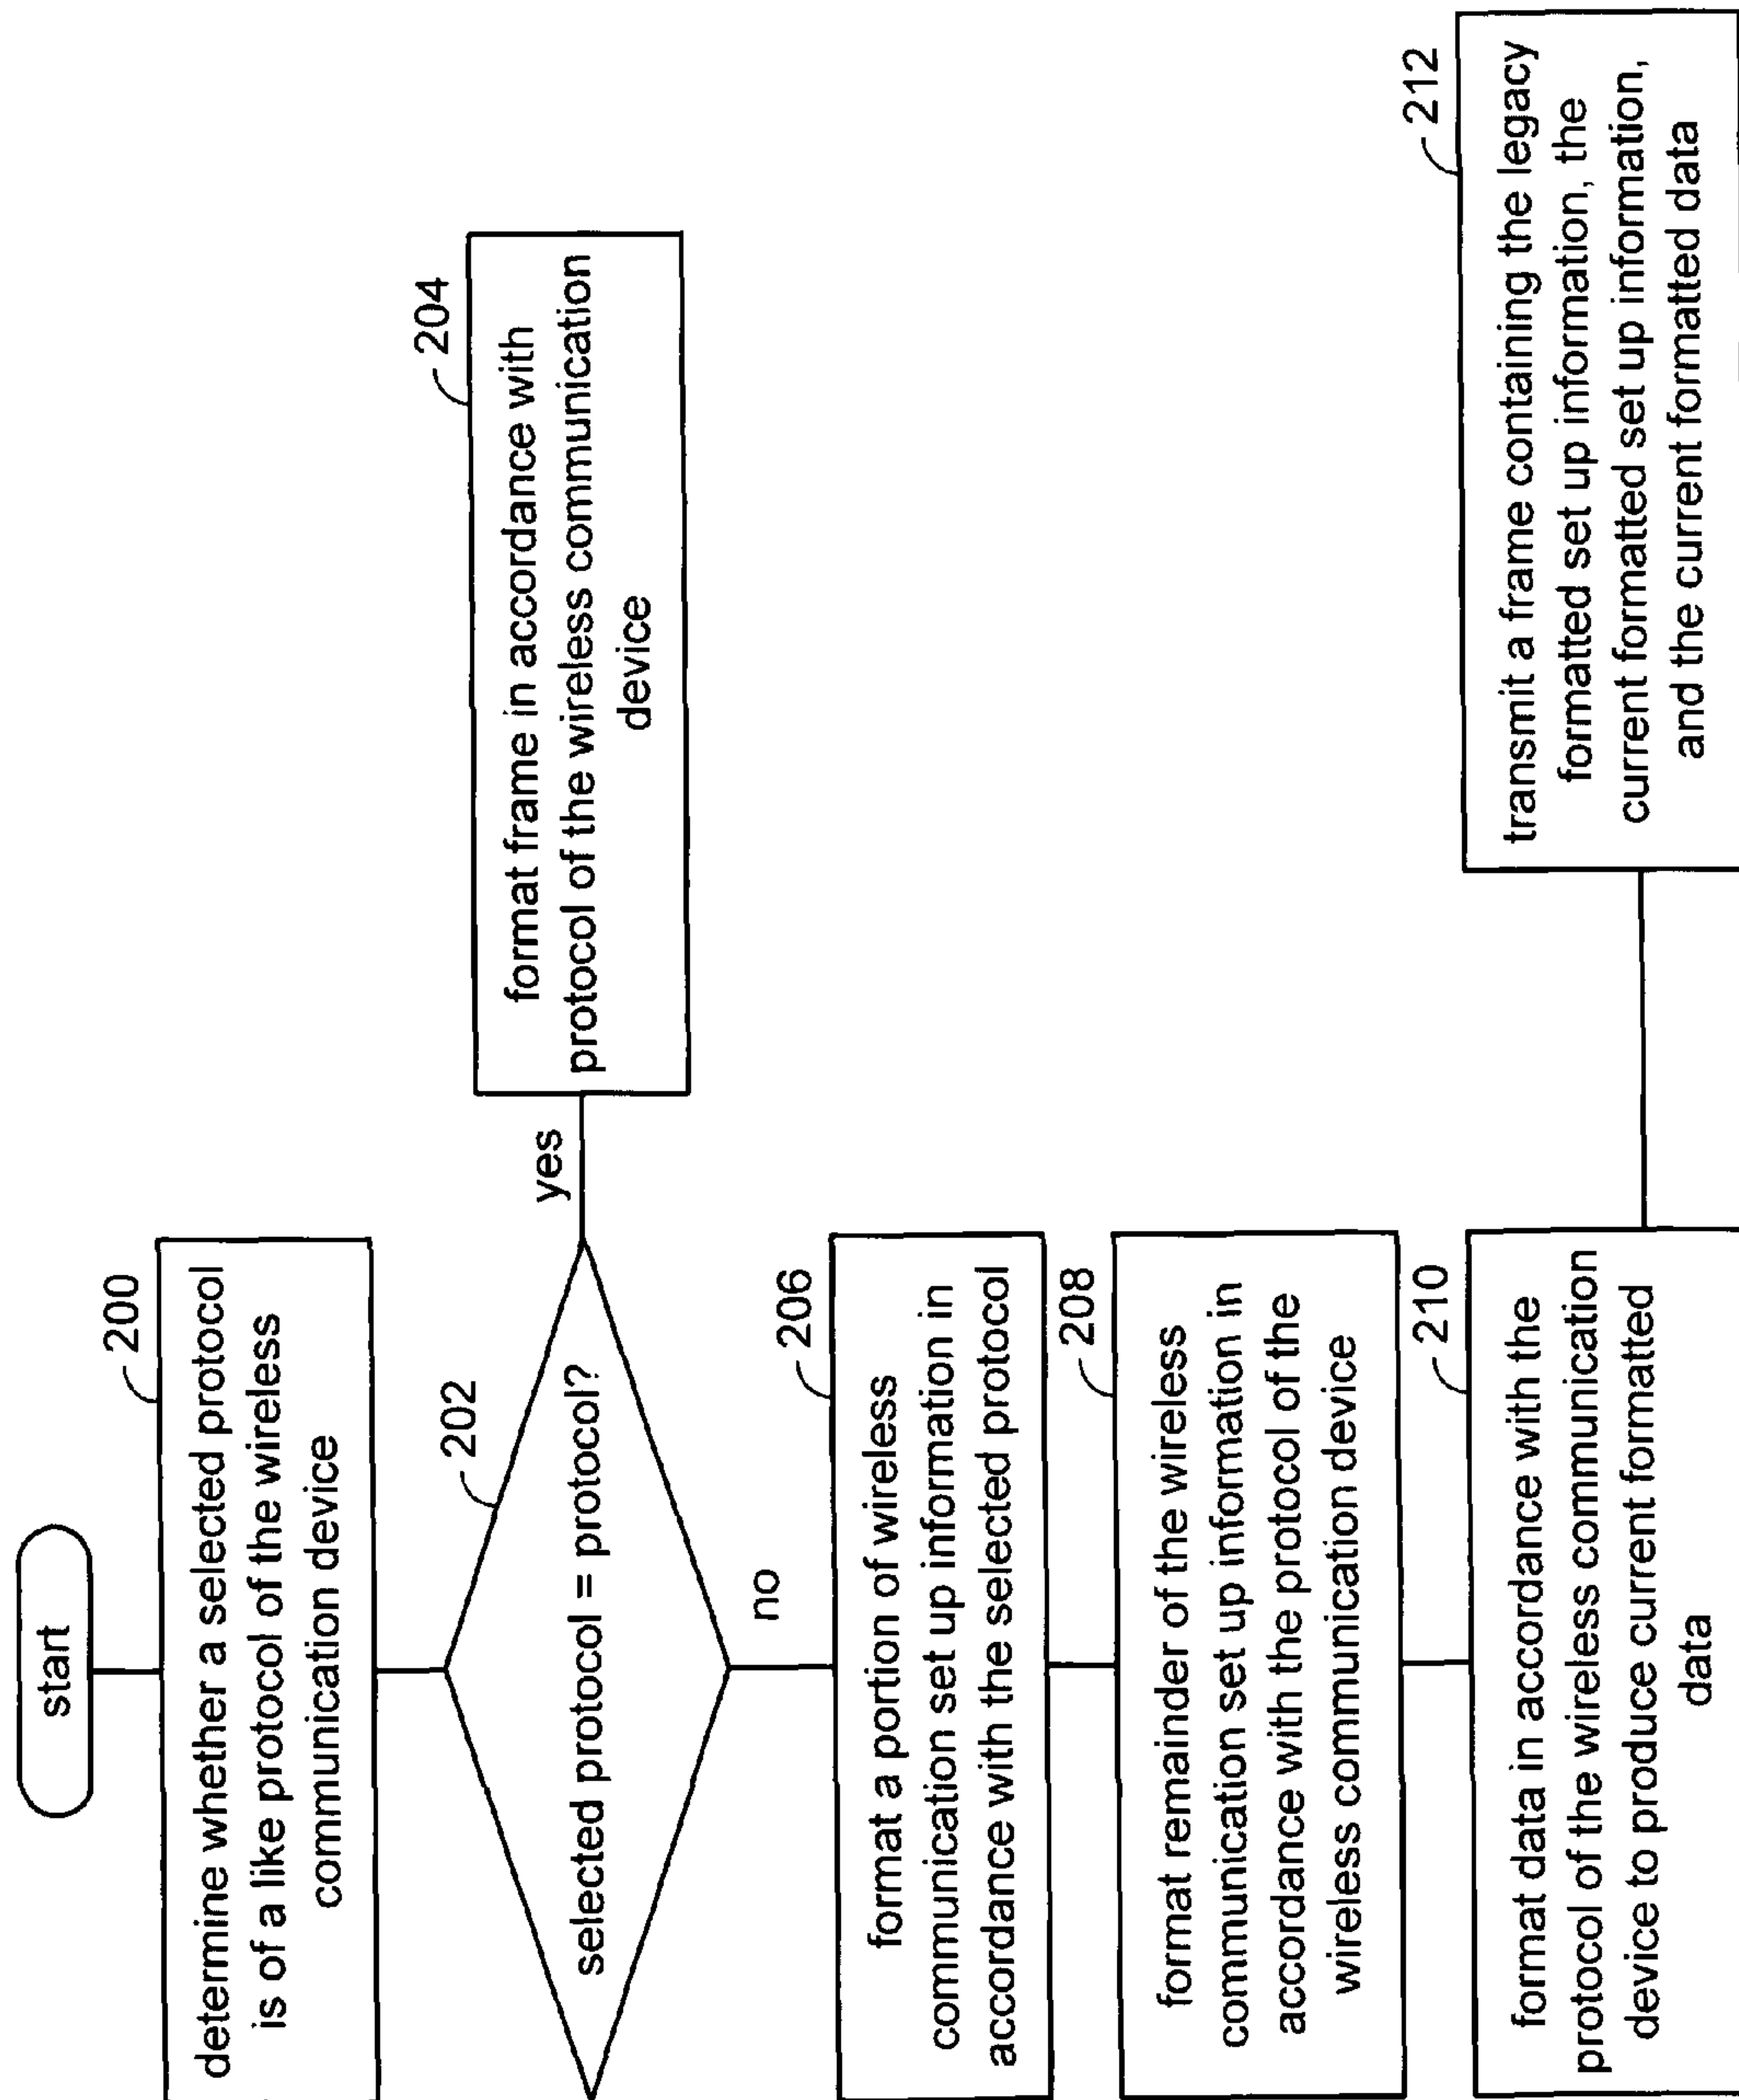 start
200
determine whether a selected protocol
is of a like protocol of the wireless
communication device
202
selected protocol = protocol?
yes
204
format frame in accordance with
protocol of the wireless communication
device
no
206
format a portion of wireless
communication set up information in
accordance with the selected protocol
208
format remainder of the wireless
communication set up information in
accordance with the protocol of the
wireless communication device
210
format data in accordance with the
protocol of the wireless communication
device to produce current formatted
data
212
transmit a frame containing the legacy
formatted set up information, the
current formatted set up information,
and the current formatted data